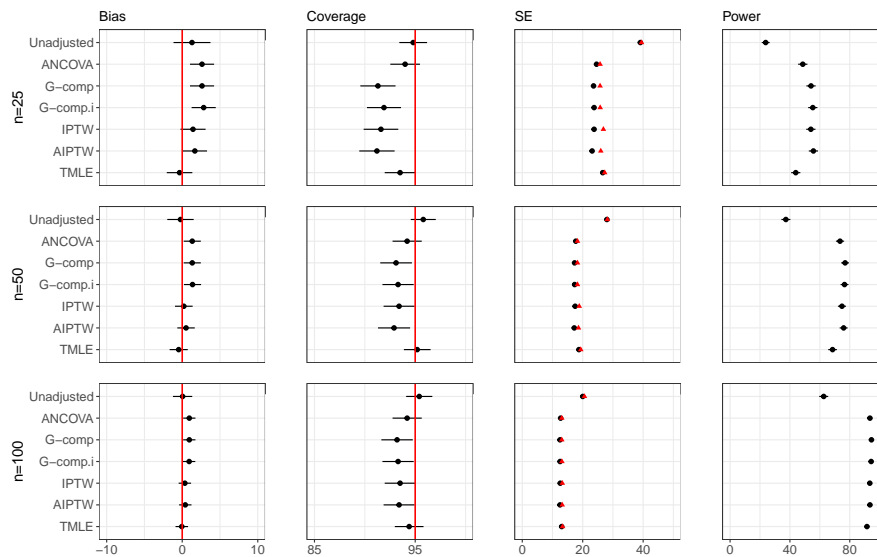 Bias Coverage SE Power
n=25
Unadjusted
ANCOVA
G−comp
G−comp.i
IPTW
AIPTW
TMLE
n=50
Unadjusted
ANCOVA
G−comp
G−comp.i
IPTW
AIPTW
TMLE
n=100
Unadjusted
ANCOVA
G−comp
G−comp.i
IPTW
AIPTW
TMLE
−10 0 10 85 95 0 20 40 0 40 80